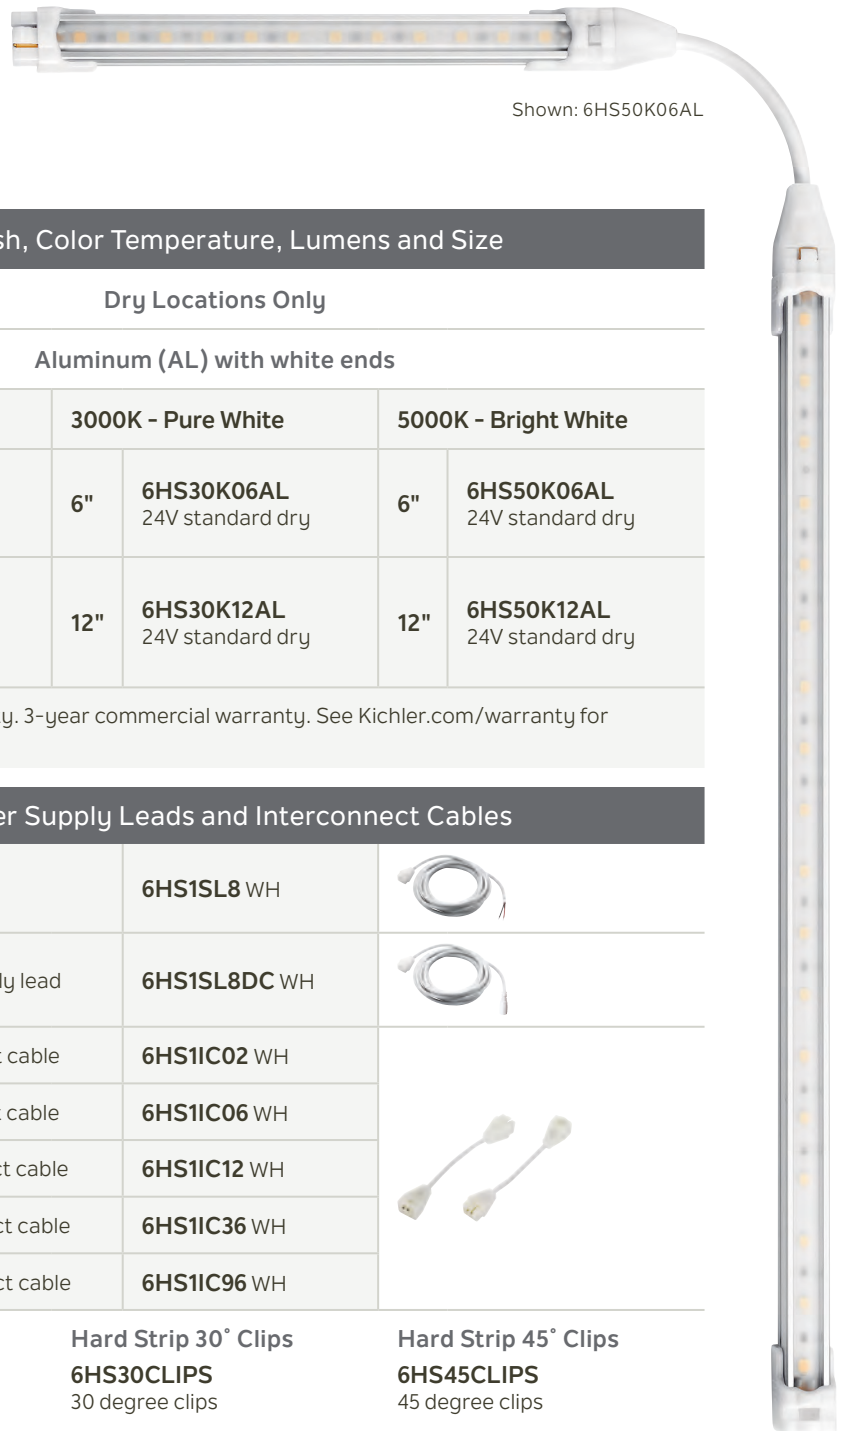 Shown: 6HS50K06AL
sh, Color Temperature, Lumens and Size
Dry Locations Only
Aluminum (AL) with white ends
3000K - Pure White
5000K - Bright White
6"
6HS30K06AL
24V standard dry
6"
6HS50K06AL
24V standard dry
12"
6HS30K12AL
24V standard dry
12"
6HS50K12AL
24V standard dry
y. 3-year commercial warranty. See Kichler.com/warranty for
er Supply Leads and Interconnect Cables
6HS1SL8 WH
ly lead
6HS1SL8DC WH
t cable
6HS1IC02 WH
t cable
6HS1IC06 WH
ct cable
6HS1IC12 WH
ct cable
6HS1IC36 WH
ct cable
6HS1IC96 WH
Hard Strip 30° Clips
6HS30CLIPS
30 degree clips
Hard Strip 45° Clips
6HS45CLIPS
45 degree clips